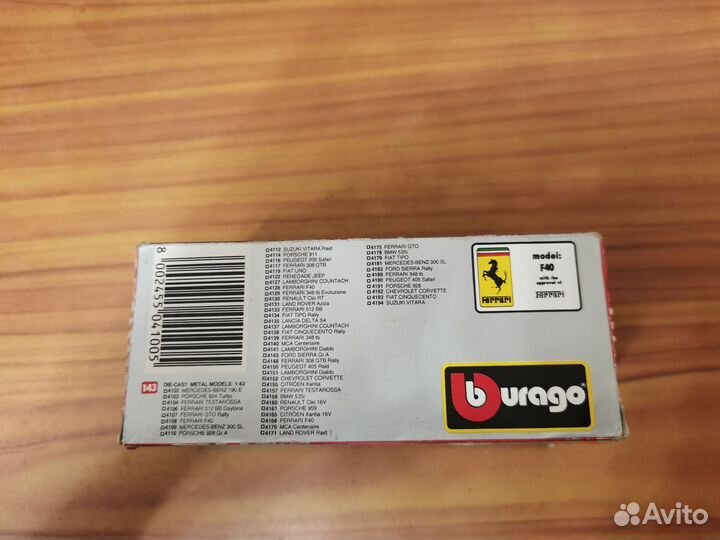 8 002455 041005
1:43
DIE-CAST METAL MODELS: 1:43
4102 MERCEDES-BENZ 190 E
4103 PORSCHE 924 Turbo
4104 FERRARI TESTAROSSA
4106 FERRARI 512 BB Daytona
4107 FERRARI GTO Rally
4108 FERRARI F40
4109 MERCEDES-BENZ 300 SL
4110 PORSCHE 928 Gr.A
4112 SUZUKI VITARA Raid
4114 PORSCHE 911
4116 PEUGEOT 205 Safari
4117 FERRARI 308 GTB
4119 FIAT UNO
4122 RENEGADE JEEP
4127 LAMBORGHINI COUNTACH
4128 FERRARI F40
4129 FERRARI 348 tb Evoluzione
4130 RENAULT Clio RT
4131 LAND ROVER Aziza
4133 FERRARI 512 BB
4134 FIAT TIPO Rally
4135 LANCIA DELTA S4
4137 LAMBORGHINI COUNTACH
4138 FIAT CINQUECENTO Rally
4139 FERRARI 348 tb
4140 MCA Centenaire
4141 LAMBORGHINI Diablo
4143 FORD SIERRA Gr.A
4148 FERRARI 308 GTB Rally
4150 PEUGEOT 405 Raid
4151 LAMBORGHINI Diablo
4152 CHEVROLET CORVETTE
4155 CITROËN Xantia
4157 FERRARI TESTAROSSA
4158 BMW 535i
4160 RENAULT Clio 16V
4161 PORSCHE 959
4165 CITROËN Xantia 16V
4168 FERRARI F40
4170 MCA Centenaire
4171 LAND ROVER Raid
4175 FERRARI GTO
4178 BMW 535i
4179 FIAT TIPO
4181 MERCEDES-BENZ 300 SL
4183 FORD SIERRA Rally
4189 FERRARI 348 tb
4190 PEUGEOT 405 Safari
4191 PORSCHE 928
4192 CHEVROLET CORVETTE
4193 FIAT CINQUECENTO
4194 SUZUKI VITARA
Ferrari
model:
F40
with the approval of
Ferrari
burago
Avito